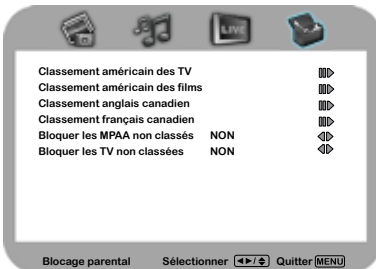 LIVE
Classement américain des TV
Classement américain des films
Classement anglais canadien
Classement français canadien
Bloquer les MPAA non classés NON
Bloquer les TV non classées NON
Blocage parental Sélectionner ◄►/◆ Quitter MENU